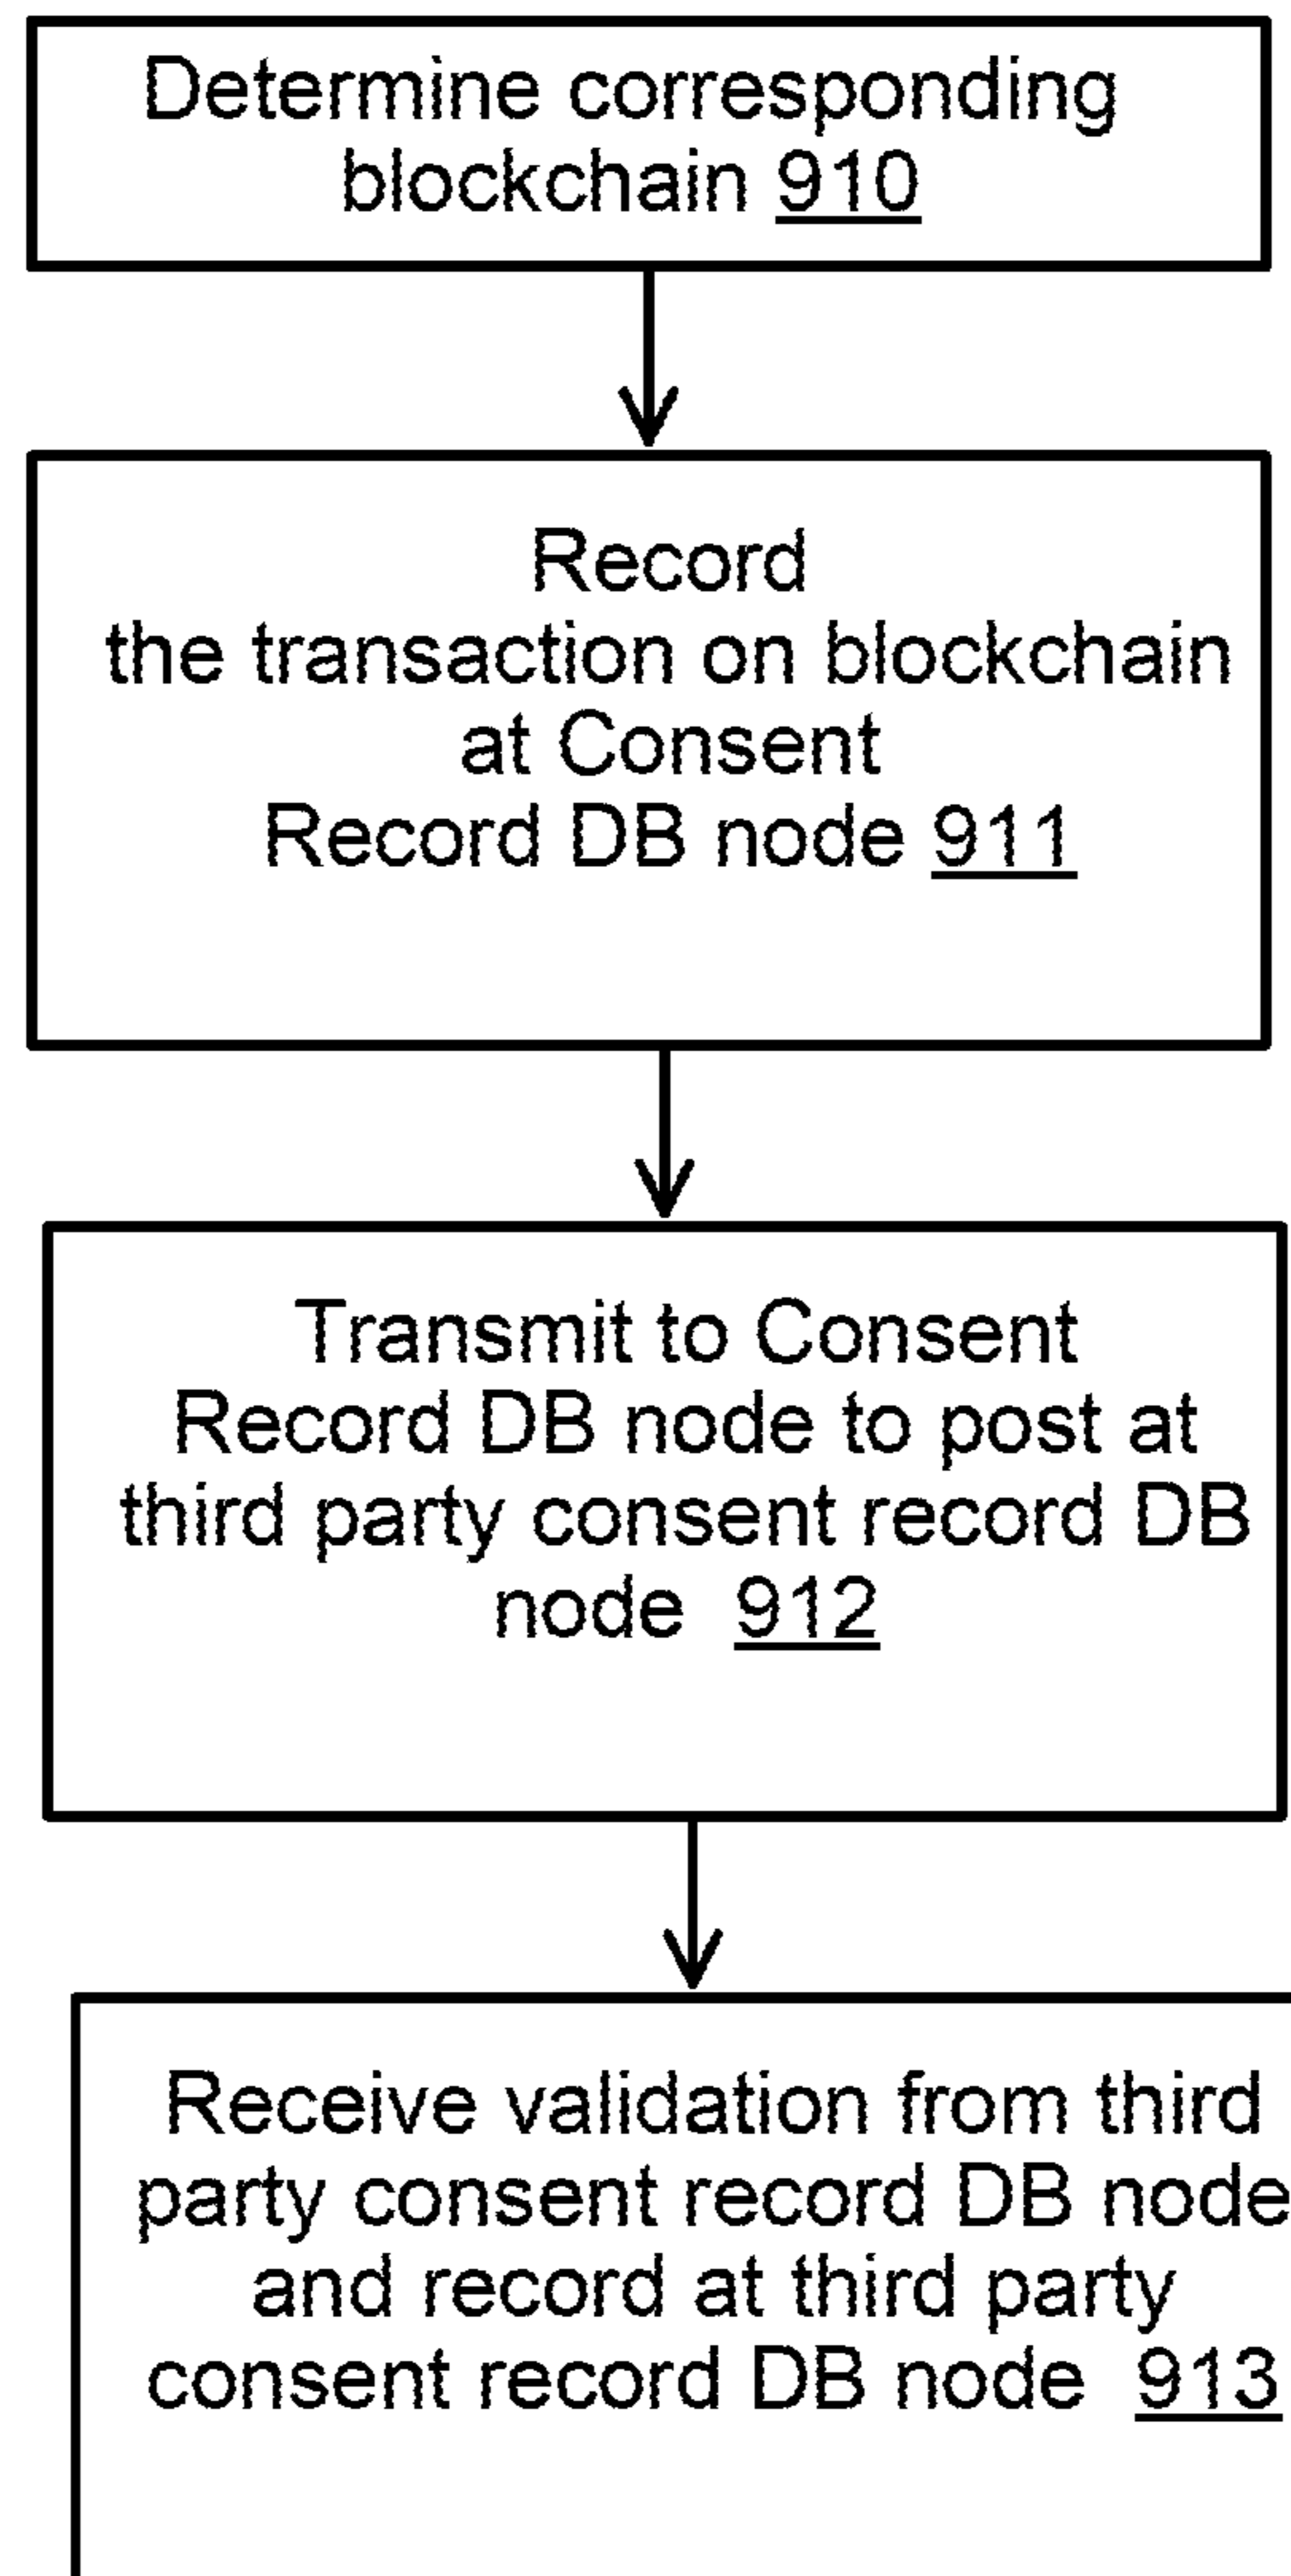 Determine corresponding
blockchain 910
Record
the transaction on blockchain
at Consent
Record DB node 911
Transmit to Consent
Record DB node to post at
third party consent record DB
node 912
Receive validation from third
party consent record DB node
and record at third party
consent record DB node 913